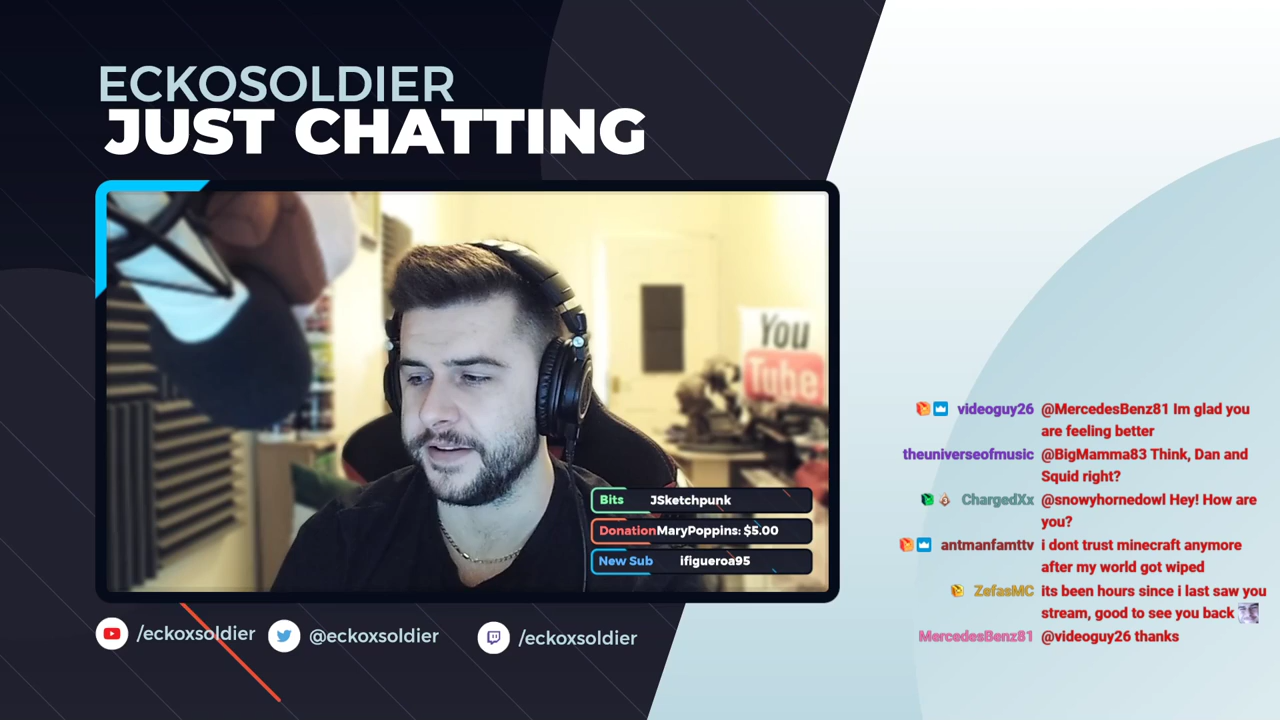 ECKOSOLDIER
JUST CHATTING
You
Tube
Bits JSketchpunk
Donation MaryPoppins: $5.00
New Sub ifigueroa95
/eckoxsoldier @eckoxsoldier /eckoxsoldier
videoguy26 @MercedesBenz81 Im glad you
are feeling better
theuniverseofmusic @BigMamma83 Think, Dan and
Squid right?
ChargedXx @snowyhornedowl Hey! How are
you?
antmanfamttv i dont trust minecraft anymore
after my world got wiped
ZefasMC its been hours since i last saw you
stream, good to see you back
MercedesBenz81 @videoguy26 thanks